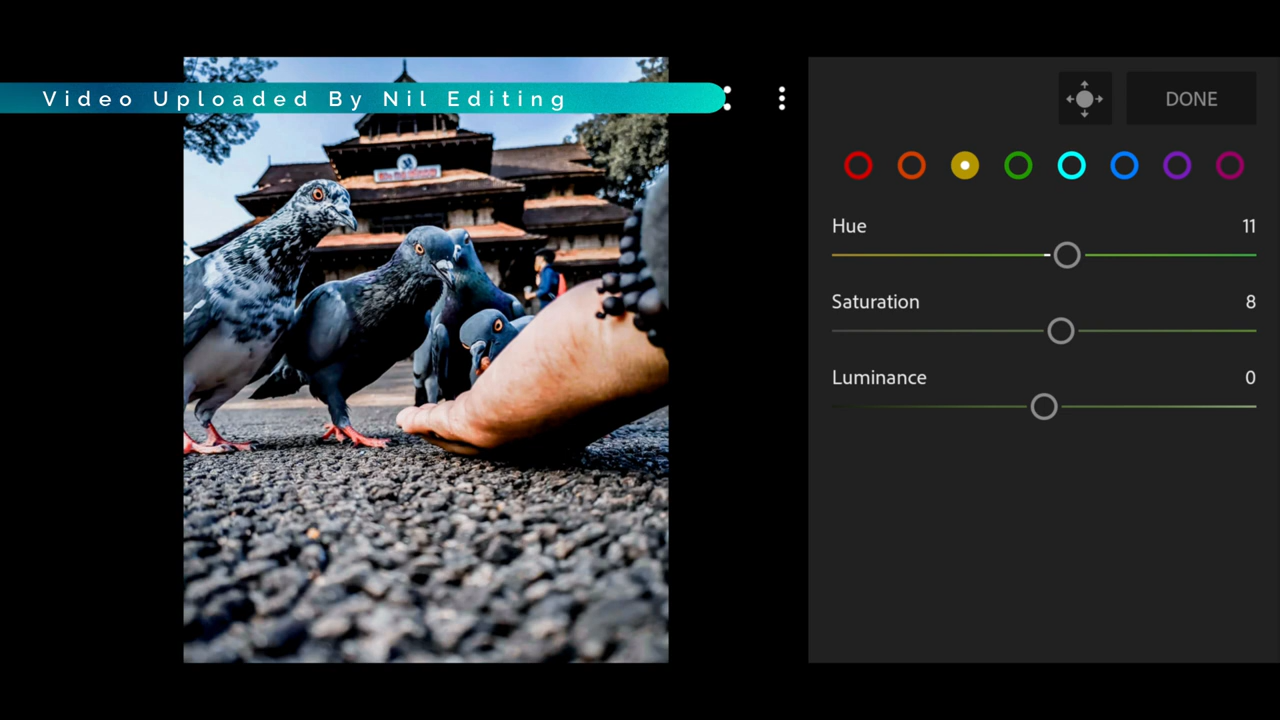 Video Uploaded By Nil Editing
DONE
Hue 11
Saturation 8
Luminance 0